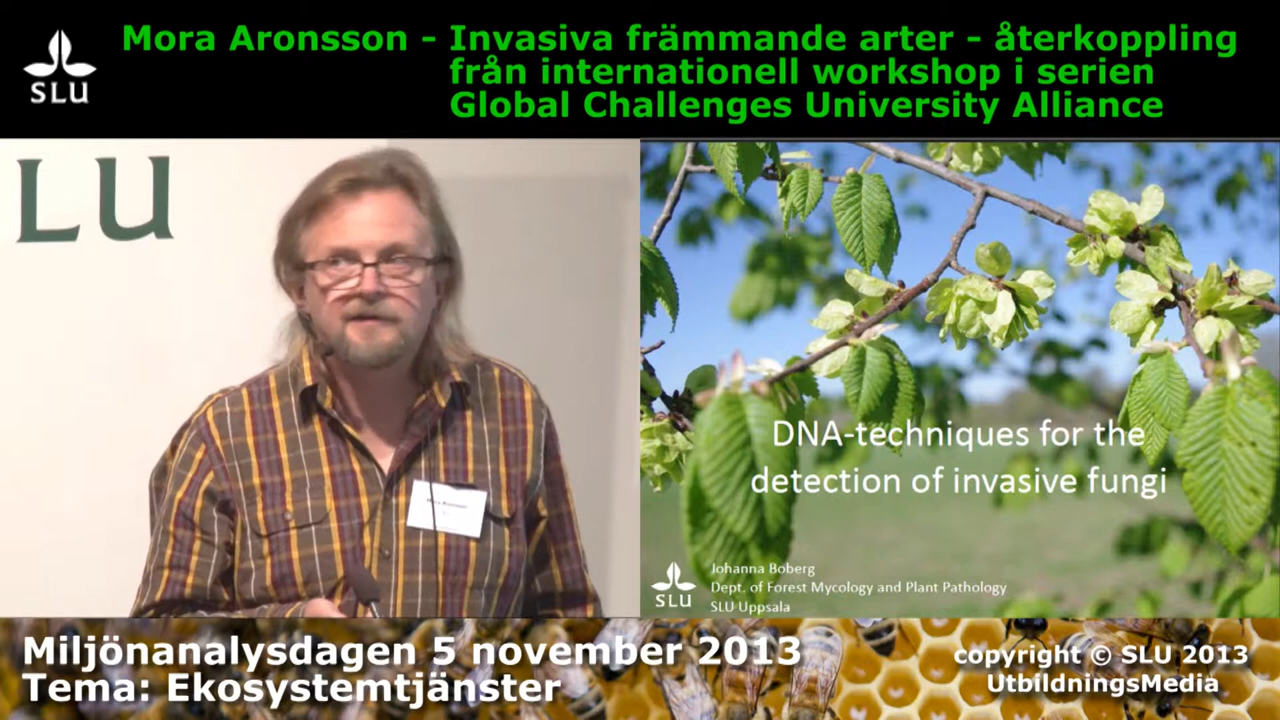 Mora Aronsson - Invasiva främmande arter - återkoppling
från internationell workshop i serien
Global Challenges University Alliance
SLU
LU
Mora Aronsson
DNA-techniques for the
detection of invasive fungi
SLU
Johanna Boberg
Dept. of Forest Mycology and Plant Pathology
SLU Uppsala
Miljönanalysdagen 5 november 2013
Tema: Ekosystemtjänster
copyright © SLU 2013
UtbildningsMedia